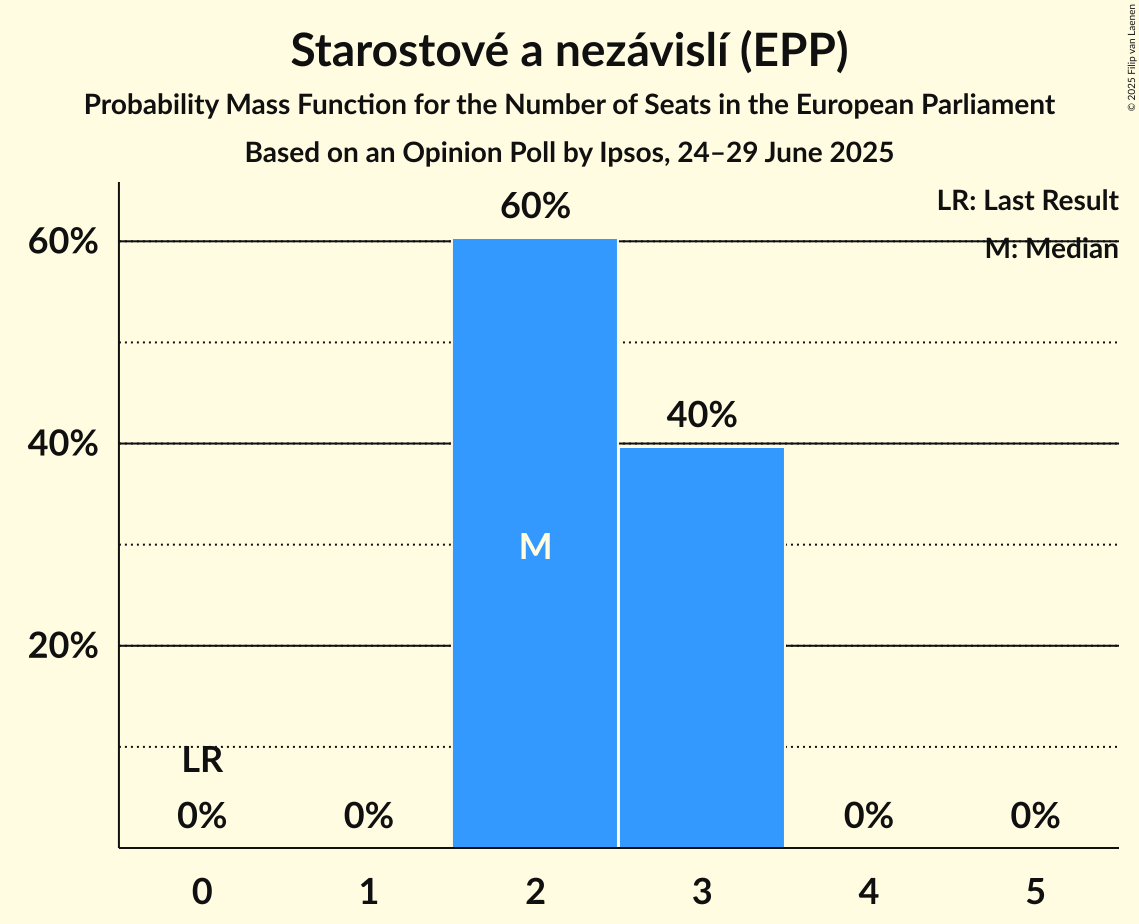 Starostové a nezávislí (EPP)
Probability Mass Function for the Number of Seats in the European Parliament
Based on an Opinion Poll by Ipsos, 24–29 June 2025
© 2025 Filip van Laenen
LR: Last Result
M: Median
60%
40%
20%
60%
40%
M
LR
0%
0%
0%
0%
0
1
2
3
4
5